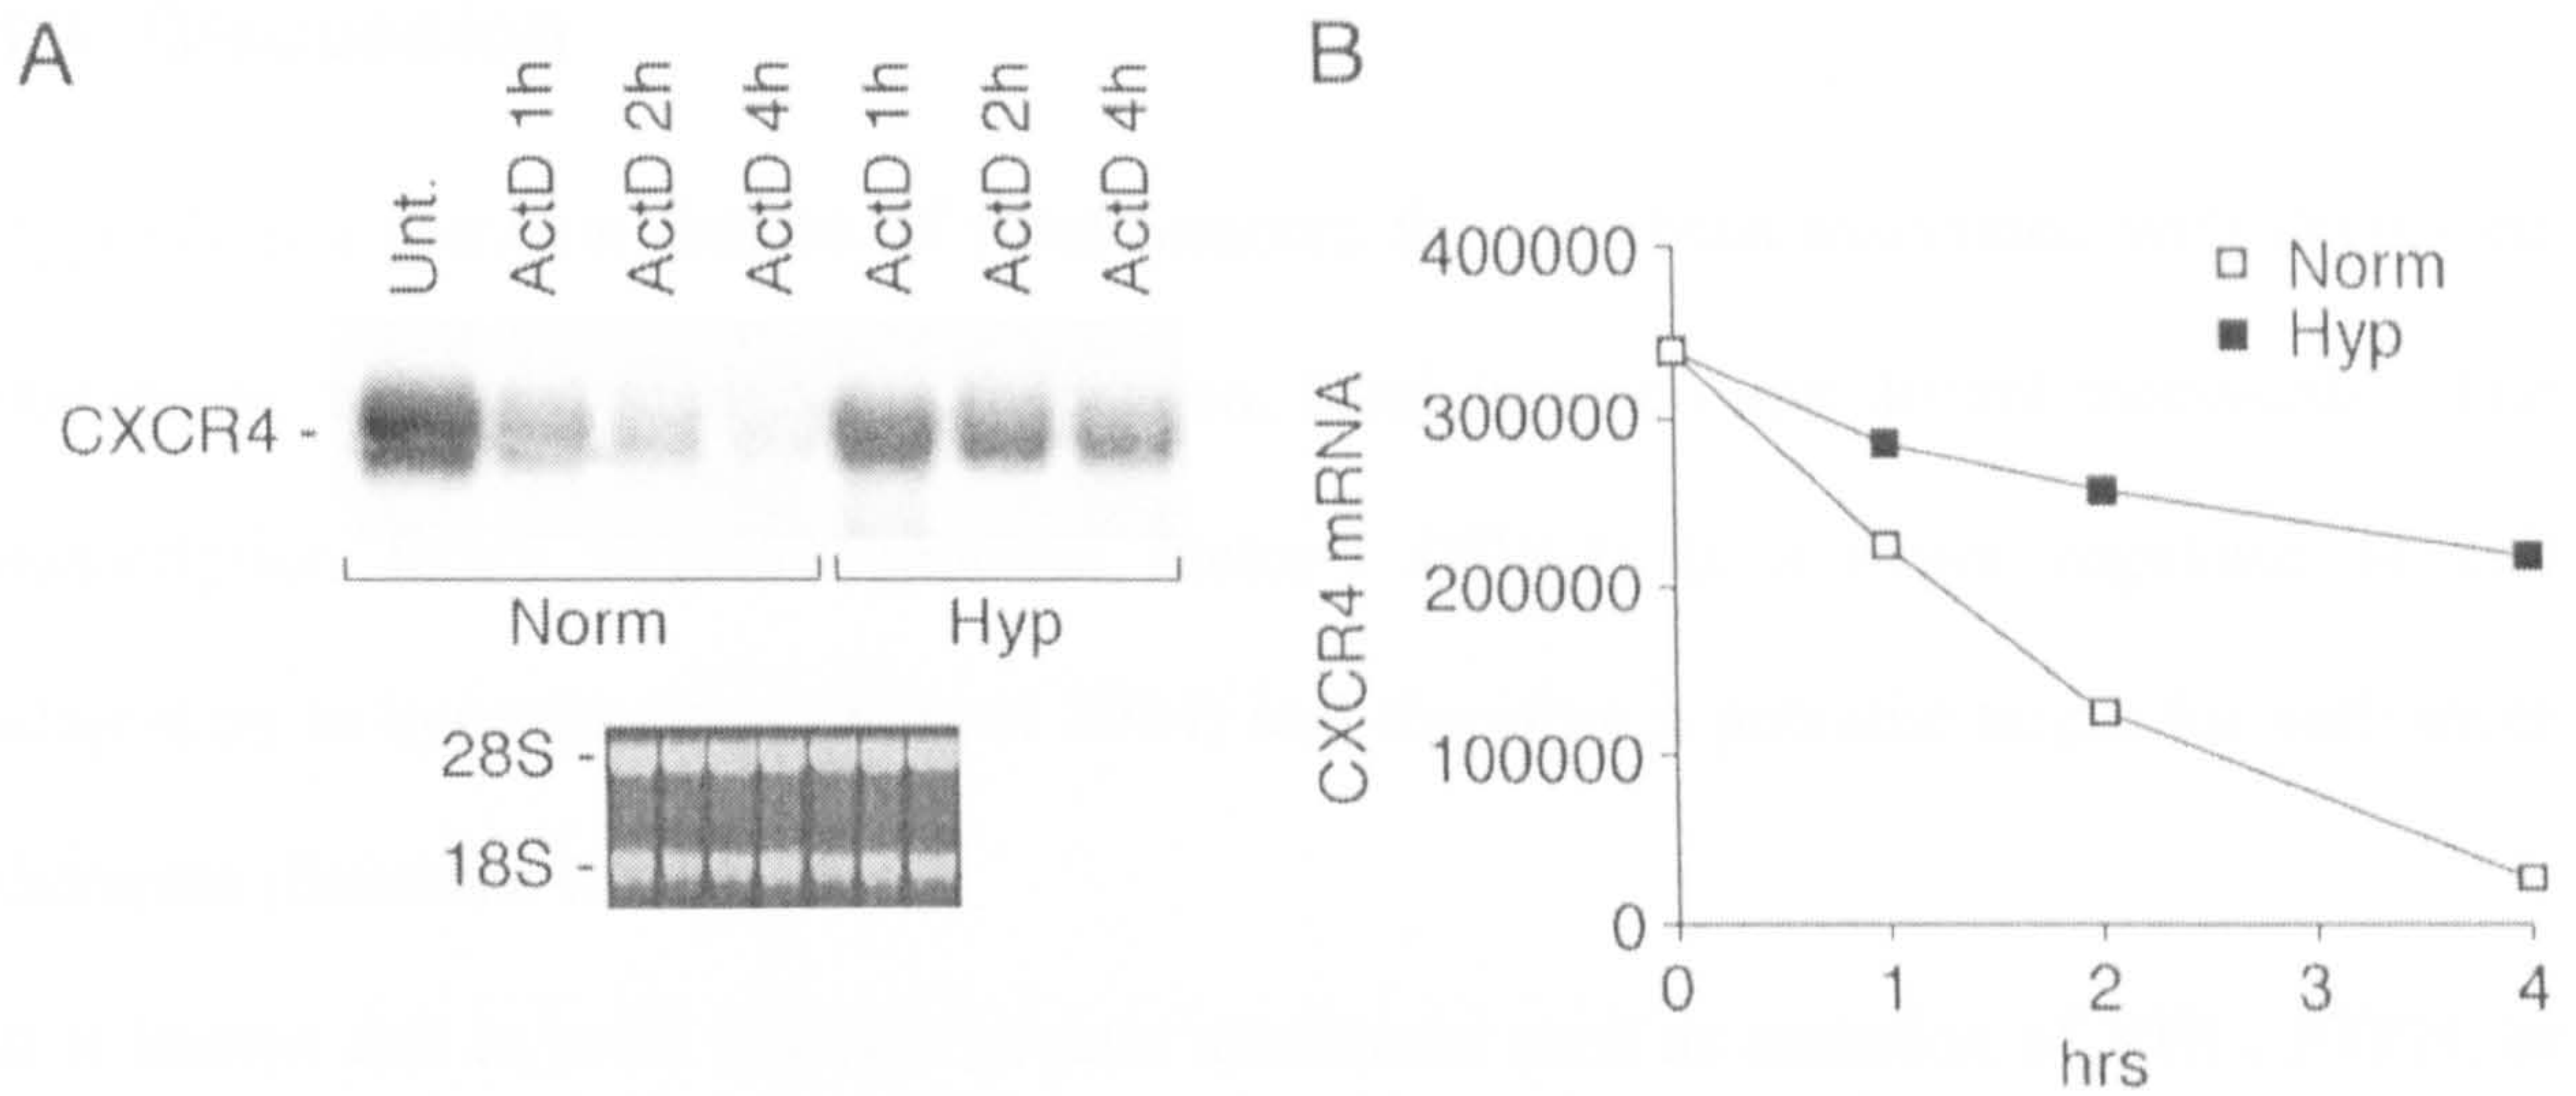 A
Unt.
ActD 1h
ActD 2h
ActD 4h
ActD 1h
ActD 2h
ActD 4h
CXCR4 -
Norm
Hyp
28S -
18S -
B
Norm
Hyp
CXCR4 mRNA
400000
300000
200000
100000
0
0 1 2 3 4
hrs